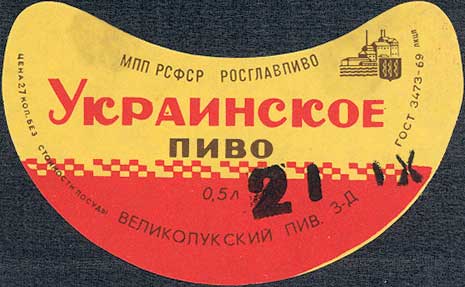 МПП РСФСР РОСГЛАВПИВО
УКРАИНСКОЕ
ПИВО
0,5 л
21 IX
ВЕЛИКОЛУКСКИЙ ПИВ. З-Д
ЦЕНА 27 КОП. БЕЗ СТОИМОСТИ ПОСУДЫ
ГОСТ 3473-69 ЛКЦП